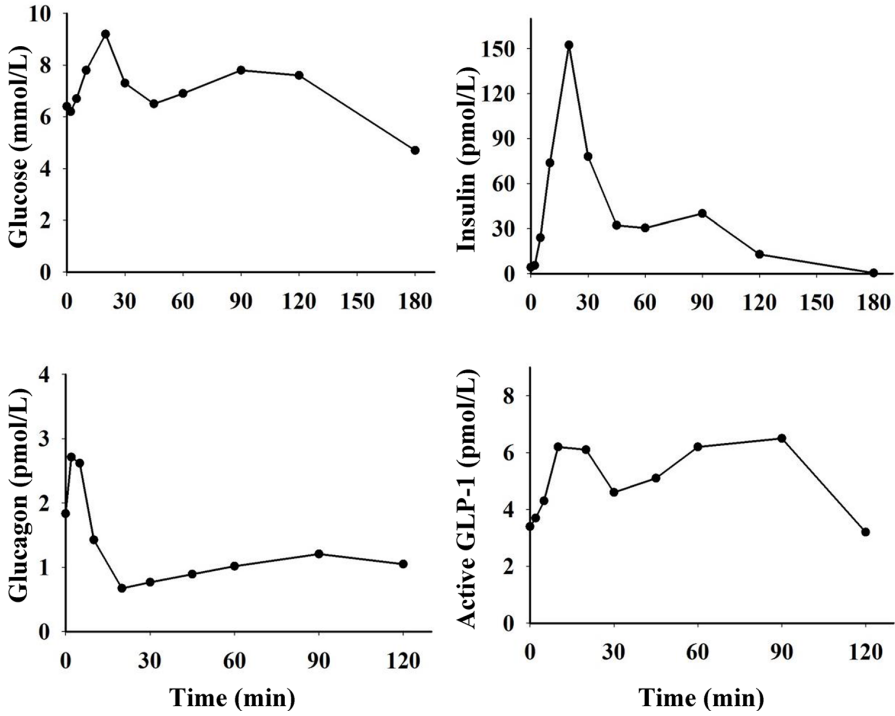 Glucose (mmol/L)
10
8
6
4
2
0
0 30 60 90 120 150 180
Insulin (pmol/L)
150
120
90
60
30
0
0 30 60 90 120 150 180
Glucagon (pmol/L)
4
3
2
1
0
0 30 60 90 120
Time (min)
Active GLP-1 (pmol/L)
8
6
4
2
0
0 30 60 90 120
Time (min)